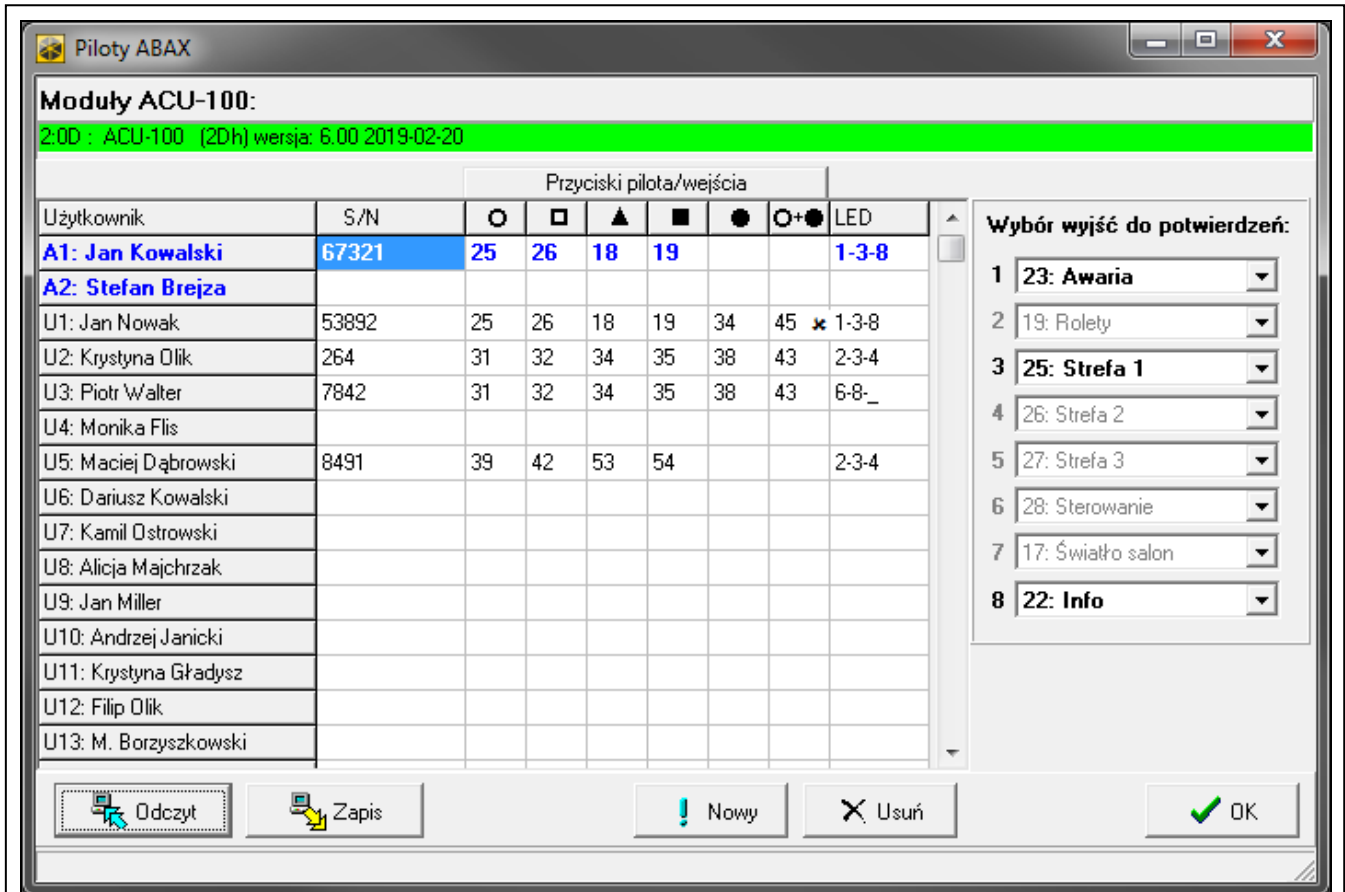 Piloty ABAX
Moduły ACU-100:
2:0D : ACU-100 (2Dh) wersja: 6.00 2019-02-20
Przyciski pilota/wejścia
Użytkownik S/N LED
A1: Jan Kowalski 67321 25 26 18 19 1-3-8
A2: Stefan Brejza
U1: Jan Nowak 53892 25 26 18 19 34 45 1-3-8
U2: Krystyna Olik 264 31 32 34 35 38 43 2-3-4
U3: Piotr Walter 7842 31 32 34 35 38 43 6-8-_
U4: Monika Flis
U5: Maciej Dąbrowski 8491 39 42 53 54 2-3-4
U6: Dariusz Kowalski
U7: Kamil Ostrowski
U8: Alicja Majchrzak
U9: Jan Miller
U10: Andrzej Janicki
U11: Krystyna Gładysz
U12: Filip Olik
U13: M. Borzyszkowski
Wybór wyjść do potwierdzeń:
1 23: Awaria
2 19: Rolety
3 25: Strefa 1
4 26: Strefa 2
5 27: Strefa 3
6 28: Sterowanie
7 17: Światło salon
8 22: Info
Odczyt Zapis Nowy Usuń OK